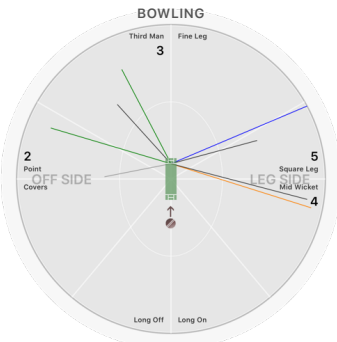 BOWLING
Third Man
Fine Leg
3
2
5
Point
Square Leg
OFF SIDE
LEG SIDE
Covers
Mid Wicket
4
Long Off
Long On